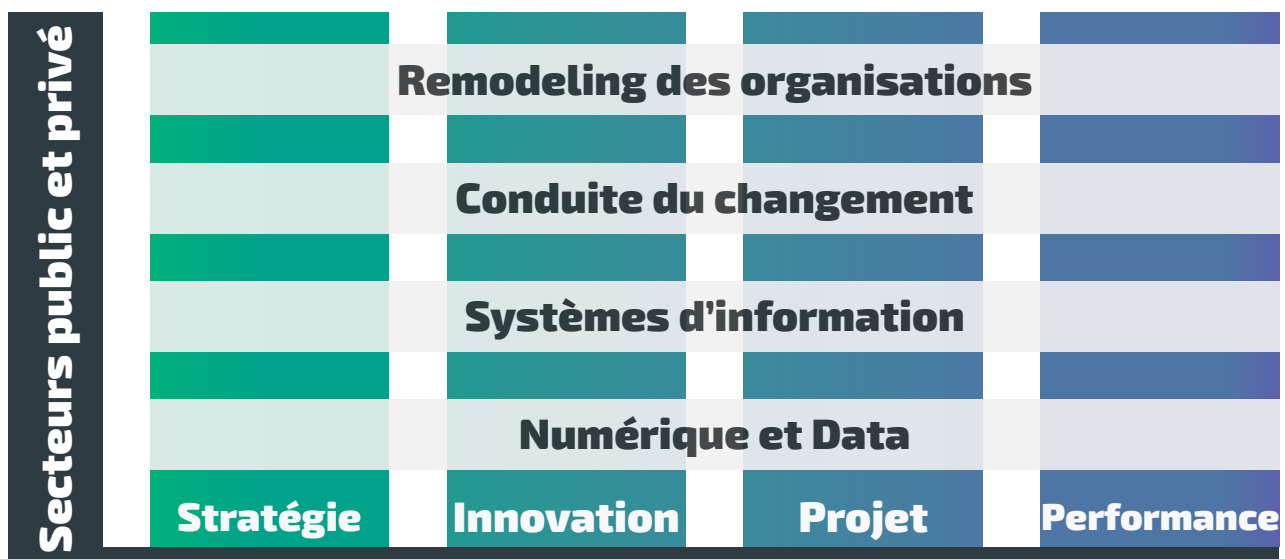 Secteurs public et privé
Remodeling des organisations
Conduite du changement
Systèmes d’information
Numérique et Data
Stratégie
Innovation
Projet
Performance